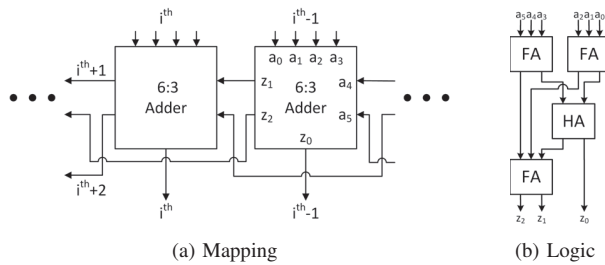 i^th i^th-1
a5a4a3 a2a1a0
a0 a1 a2 a3
FA FA
i^th+1 6:3 Adder z1 6:3 Adder a4
z2 a5
HA
z0
i^th+2
FA
i^th i^th-1
z2 z1 z0
(a) Mapping (b) Logic